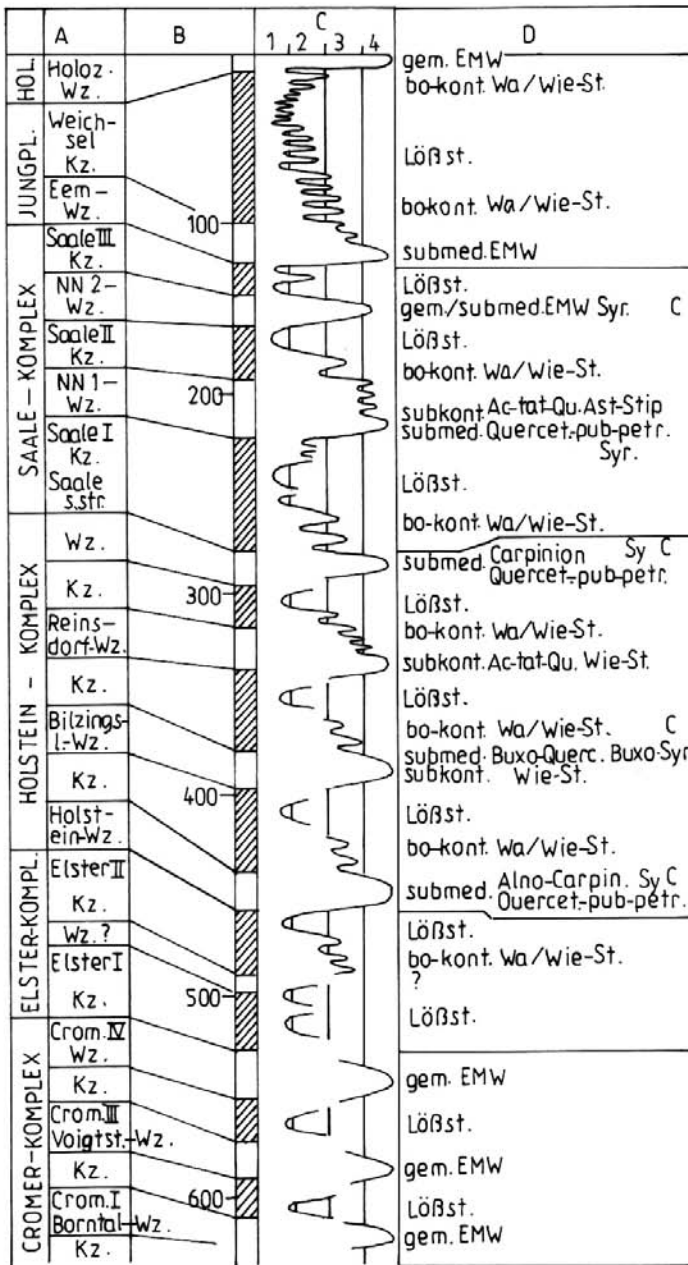 A B C D
1 2 3 4
HOL.
JUNGPL.
SAALE – KOMPLEX
HOLSTEIN – KOMPLEX
ELSTER-KOMPL.
CROMER-KOMPLEX
Holoz.-
Wz.
Weich-
sel
Kz.
Eem-
Wz.
Saale III
Kz.
NN 2-
Wz.
Saale II
Kz.
NN 1-
Wz.
Saale I
Kz.
Saale
s.str.
Wz.
Kz.
Reins-
dorf-Wz.
Kz.
Bilzings-
l.-Wz.
Kz.
Holst-
ein-Wz.
Elster II
Kz.
Wz.?
Elster I
Kz.
Crom. IV
Wz.
Kz.
Crom. III
Voigtst.-Wz.
Kz.
Crom. I
Borntal-Wz.
Kz.
100
200
300
400
500
600
gem. EMW
bo-kont. Wa/Wie-St.
Lößst.
bo-kont. Wa/Wie-St.
submed. EMW
Lößst.
gem./submed. EMW Syr. C
Lößst.
bo-kont. Wa/Wie-St.
subkont. Ac-tat-Qu. Ast-Stip
submed. Quercet.-pub-petr.
Syr.
Lößst.
bo-kont. Wa/Wie-St.
submed. Carpinion Sy C
Quercet.-pub-petr.
Lößst.
bo-kont. Wa/Wie-St.
subkont. Ac-tat-Qu. Wie-St.
Lößst.
bo-kont. Wa/Wie-St. C
submed. Buxo-Querc. Buxo-Syr
subkont. Wie-St.
Lößst.
bo-kont. Wa/Wie-St.
submed. Alno-Carpin. Sy C
Quercet-pub-petr.
Lößst.
bo-kont. Wa/Wie-St.
?
Lößst.
gem. EMW
Lößst.
gem. EMW
Lößst.
gem. EMW